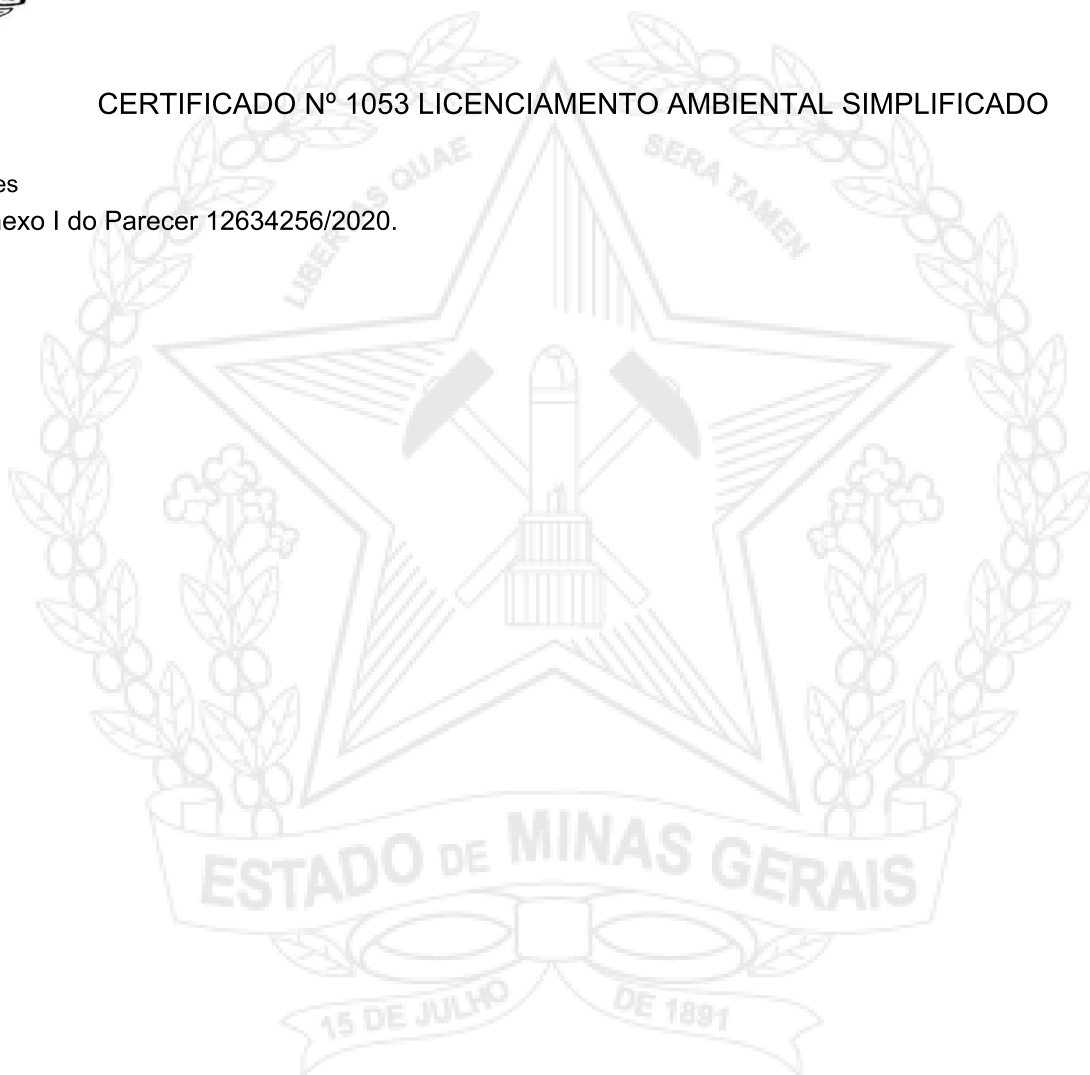 CERTIFICADO Nº 1053 LICENCIAMENTO AMBIENTAL SIMPLIFICADO
es
exo I do Parecer 12634256/2020.
LIBERTAS QUAE SERA TAMEN
ESTADO DE MINAS GERAIS
15 DE JULHO DE 1891